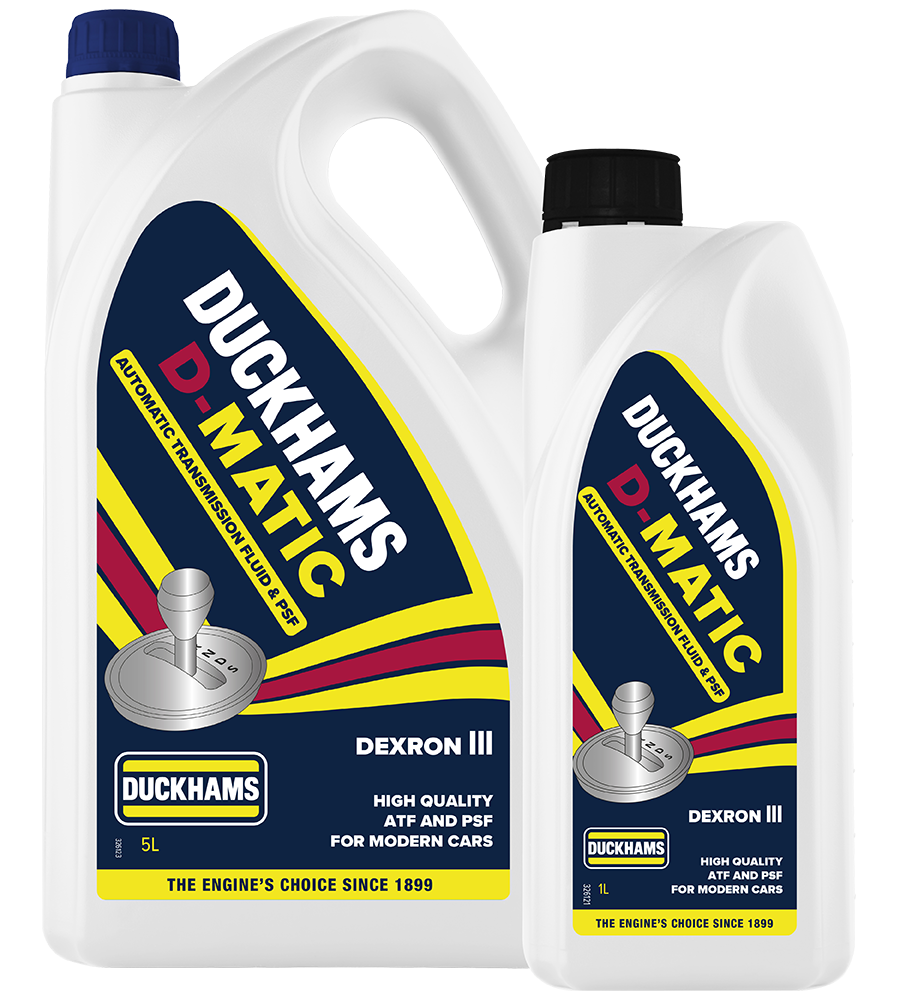 DUCKHAMS
D-MATIC
AUTOMATIC TRANSMISSION FLUID & PSF
N D S
DEXRON III
DUCKHAMS
HIGH QUALITY
ATF AND PSF
FOR MODERN CARS
326123
5L
THE ENGINE'S CHOICE SINCE 1899
DUCKHAMS
D-MATIC
AUTOMATIC TRANSMISSION FLUID & PSF
N D S
DEXRON III
DUCKHAMS
HIGH QUALITY
ATF AND PSF
FOR MODERN CARS
326121
1L
THE ENGINE'S CHOICE SINCE 1899